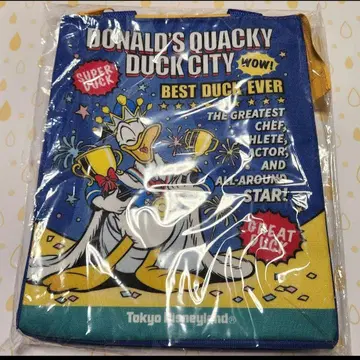 DONALD'S QUACKY
DUCK CITY
WOW!
SUPER
DUCK
BEST DUCK EVER
THE GREATEST
CHEF,
ATHLETE,
ACTOR,
AND
ALL-AROUND
STAR!
GREAT
DUCK
Tokyo Disneyland®